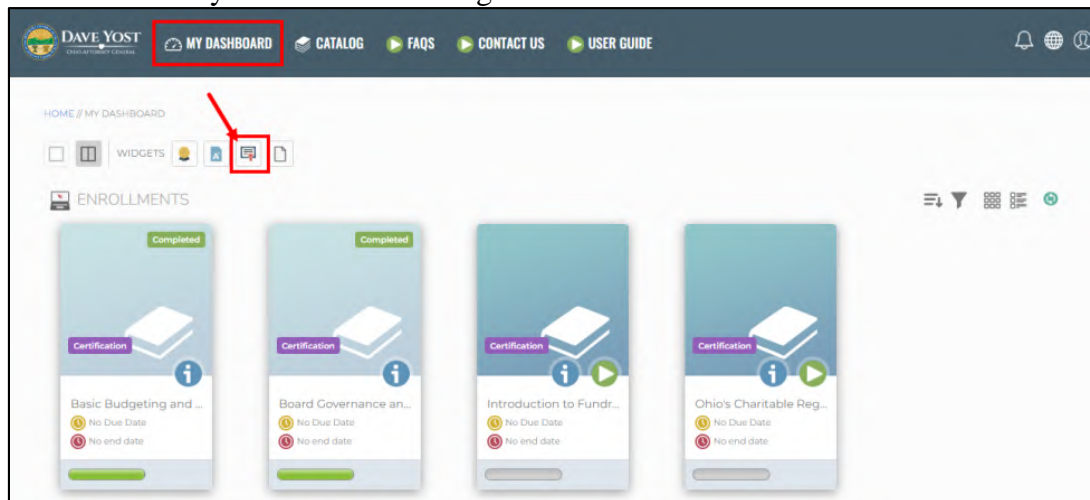 DAVE YOST
OHIO ATTORNEY GENERAL
MY DASHBOARD
CATALOG
FAQS
CONTACT US
USER GUIDE
HOME // MY DASHBOARD
WIDGETS
ENROLLMENTS
Completed
Certification
Basic Budgeting and ...
No Due Date
No end date
Completed
Certification
Board Governance an...
No Due Date
No end date
Certification
Introduction to Fundr...
No Due Date
No end date
Certification
Ohio's Charitable Reg...
No Due Date
No end date